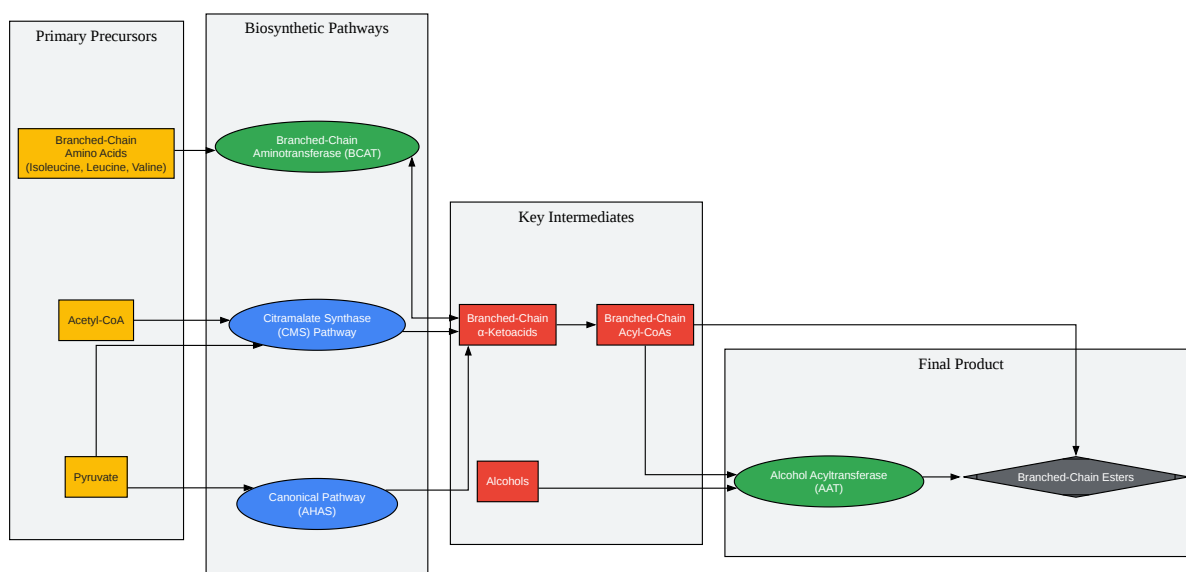 Primary Precursors
Branched-Chain
Amino Acids
(Isoleucine, Leucine, Valine)
Acetyl-CoA
Pyruvate
Biosynthetic Pathways
Branched-Chain
Aminotransferase (BCAT)
Citramalate Synthase
(CMS) Pathway
Canonical Pathway
(AHAS)
Key Intermediates
Branched-Chain
α-Ketoacids
Branched-Chain
Acyl-CoAs
Alcohols
Final Product
Alcohol Acyltransferase
(AAT)
Branched-Chain Esters